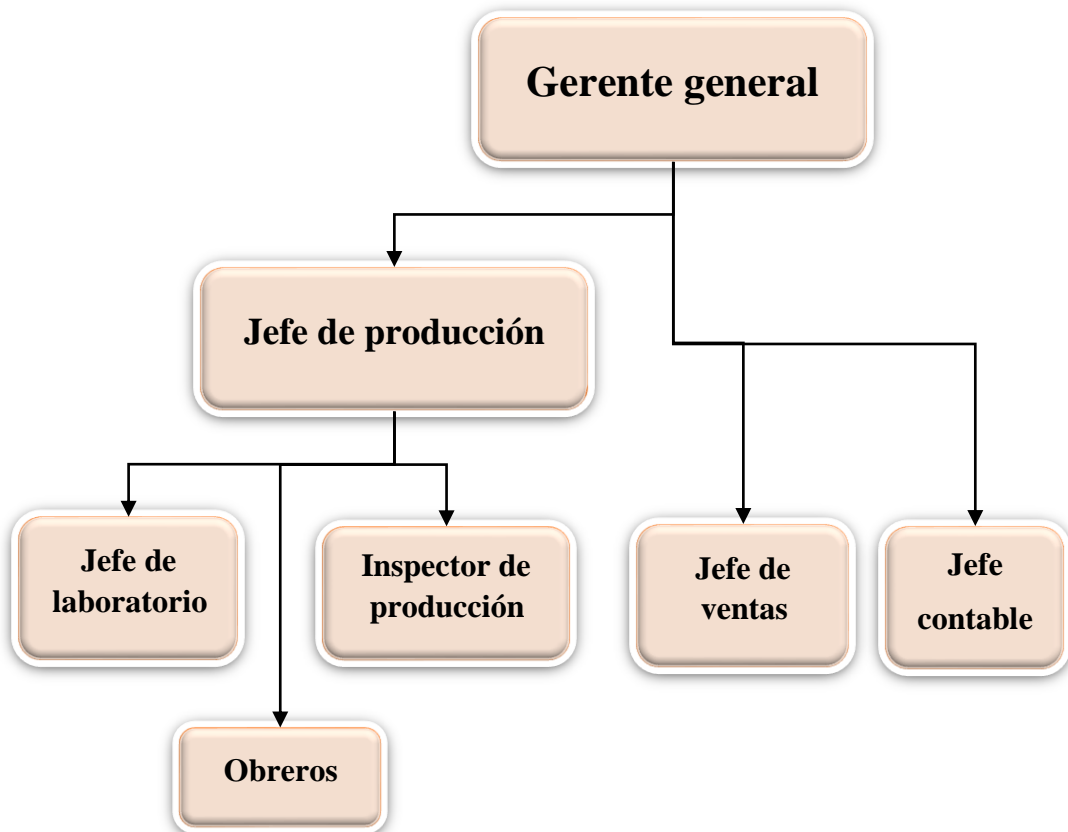 Gerente general
Jefe de producción
Jefe de
laboratorio
Inspector de
producción
Jefe de
ventas
Jefe
contable
Obreros